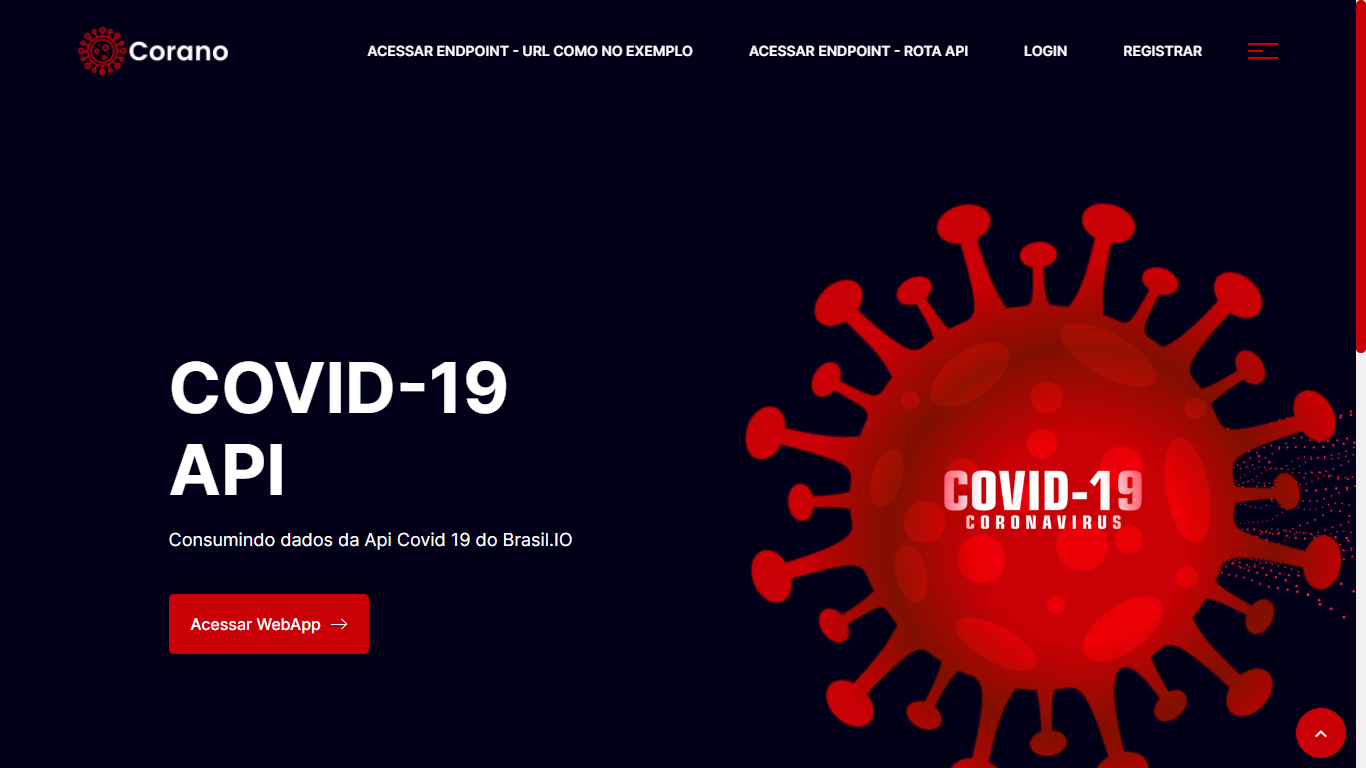 Corano
ACESSAR ENDPOINT - URL COMO NO EXEMPLO
ACESSAR ENDPOINT - ROTA API
LOGIN
REGISTRAR
COVID-19
API
Consumindo dados da Api Covid 19 do Brasil.IO
Acessar WebApp
COVID-19
CORONAVIRUS